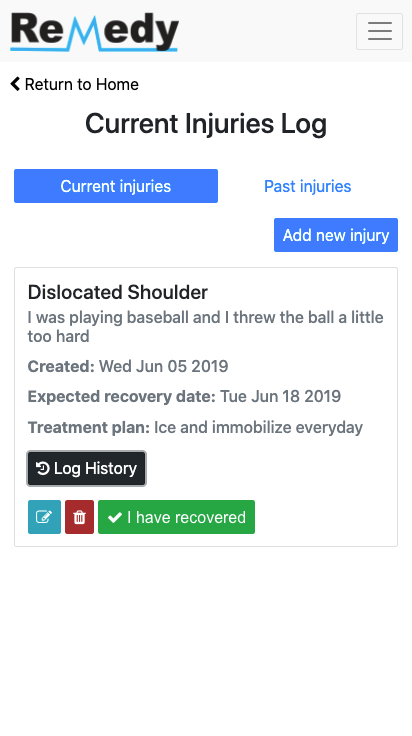 ReMedy
Return to Home
Current Injuries Log
Current injuries
Past injuries
Add new injury
Dislocated Shoulder
I was playing baseball and I threw the ball a little
too hard
Created: Wed Jun 05 2019
Expected recovery date: Tue Jun 18 2019
Treatment plan: Ice and immobilize everyday
Log History
I have recovered